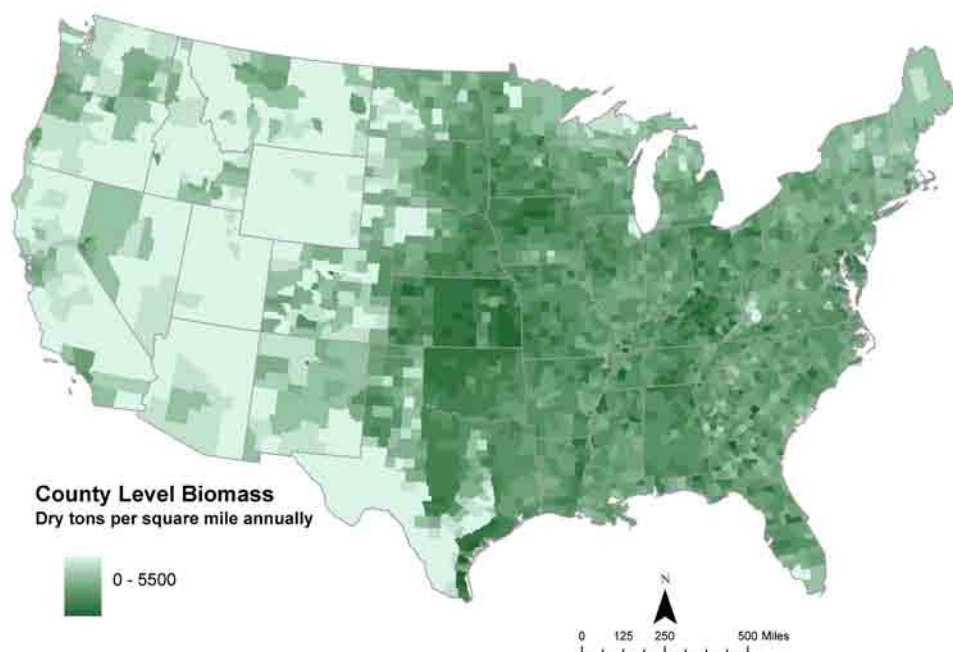 County Level Biomass
Dry tons per square mile annually
0 - 5500
N
0 125 250 500 Miles